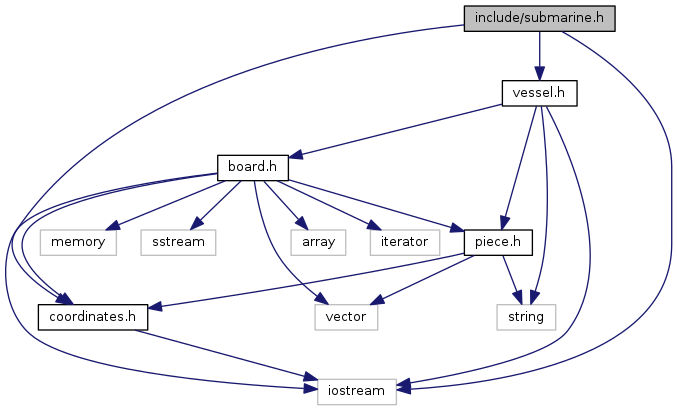 include/submarine.h
vessel.h
board.h
memory
sstream
array
iterator
piece.h
coordinates.h
vector
string
iostream